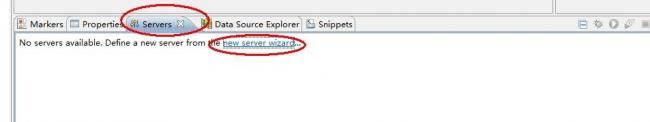 Markers Properties Servers Data Source Explorer Snippets
No servers available. Define a new server from the new server wizard...